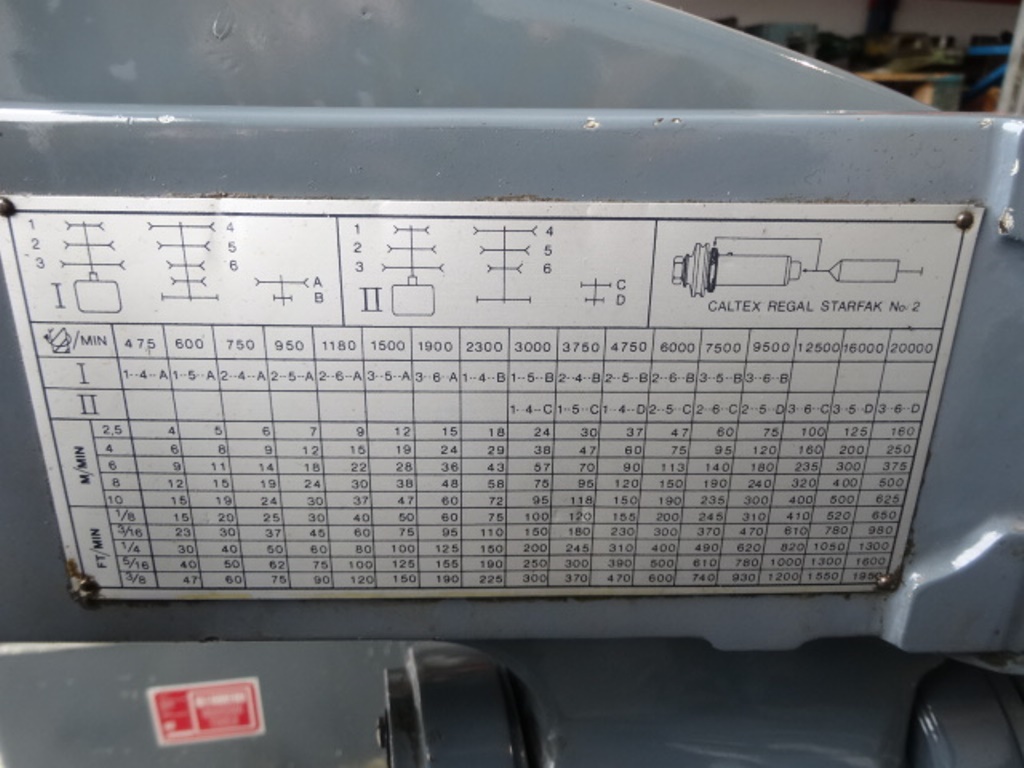 1 4 1 4
2 5 2 5
3 6 A 3 6 C
I B II D
CALTEX REGAL STARFAK No 2
/MIN 475 600 750 950 1180 1500 1900 2300 3000 3750 4750 6000 7500 9500 12500 16000 20000
I 1--4--A 1--5--A 2--4--A 2--5--A 2--6--A 3--5--A 3--6--A 1--4--B 1--5--B 2--4--B 2--5--B 2--6--B 3--5--B 3--6--B
II 1--4--C 1--5--C 1--4--D 2--5--C 2--6--C 2--5--D 3--6--C 3--5--D 3--6--D
M/MIN
2,5 4 5 6 7 9 12 15 18 24 30 37 47 60 75 100 125 160
4 6 8 9 12 15 19 24 29 38 47 60 75 95 120 160 200 250
6 9 11 14 18 22 28 36 43 57 70 90 113 140 180 235 300 375
8 12 15 19 24 30 38 48 58 75 95 120 150 190 240 320 400 500
10 15 19 24 30 37 47 60 72 95 118 150 190 235 300 400 500 625
FT/MIN
1/8 15 20 25 30 40 50 60 75 100 120 155 200 245 310 410 520 650
3/16 23 30 37 45 60 75 95 110 150 180 230 300 370 470 610 780 980
1/4 30 40 50 60 80 100 125 150 200 245 310 400 490 620 820 1050 1300
5/16 40 50 62 75 100 125 155 190 250 300 390 500 610 780 1000 1300 1600
3/8 47 60 75 90 120 150 190 225 300 370 470 600 740 930 1200 1550 1950